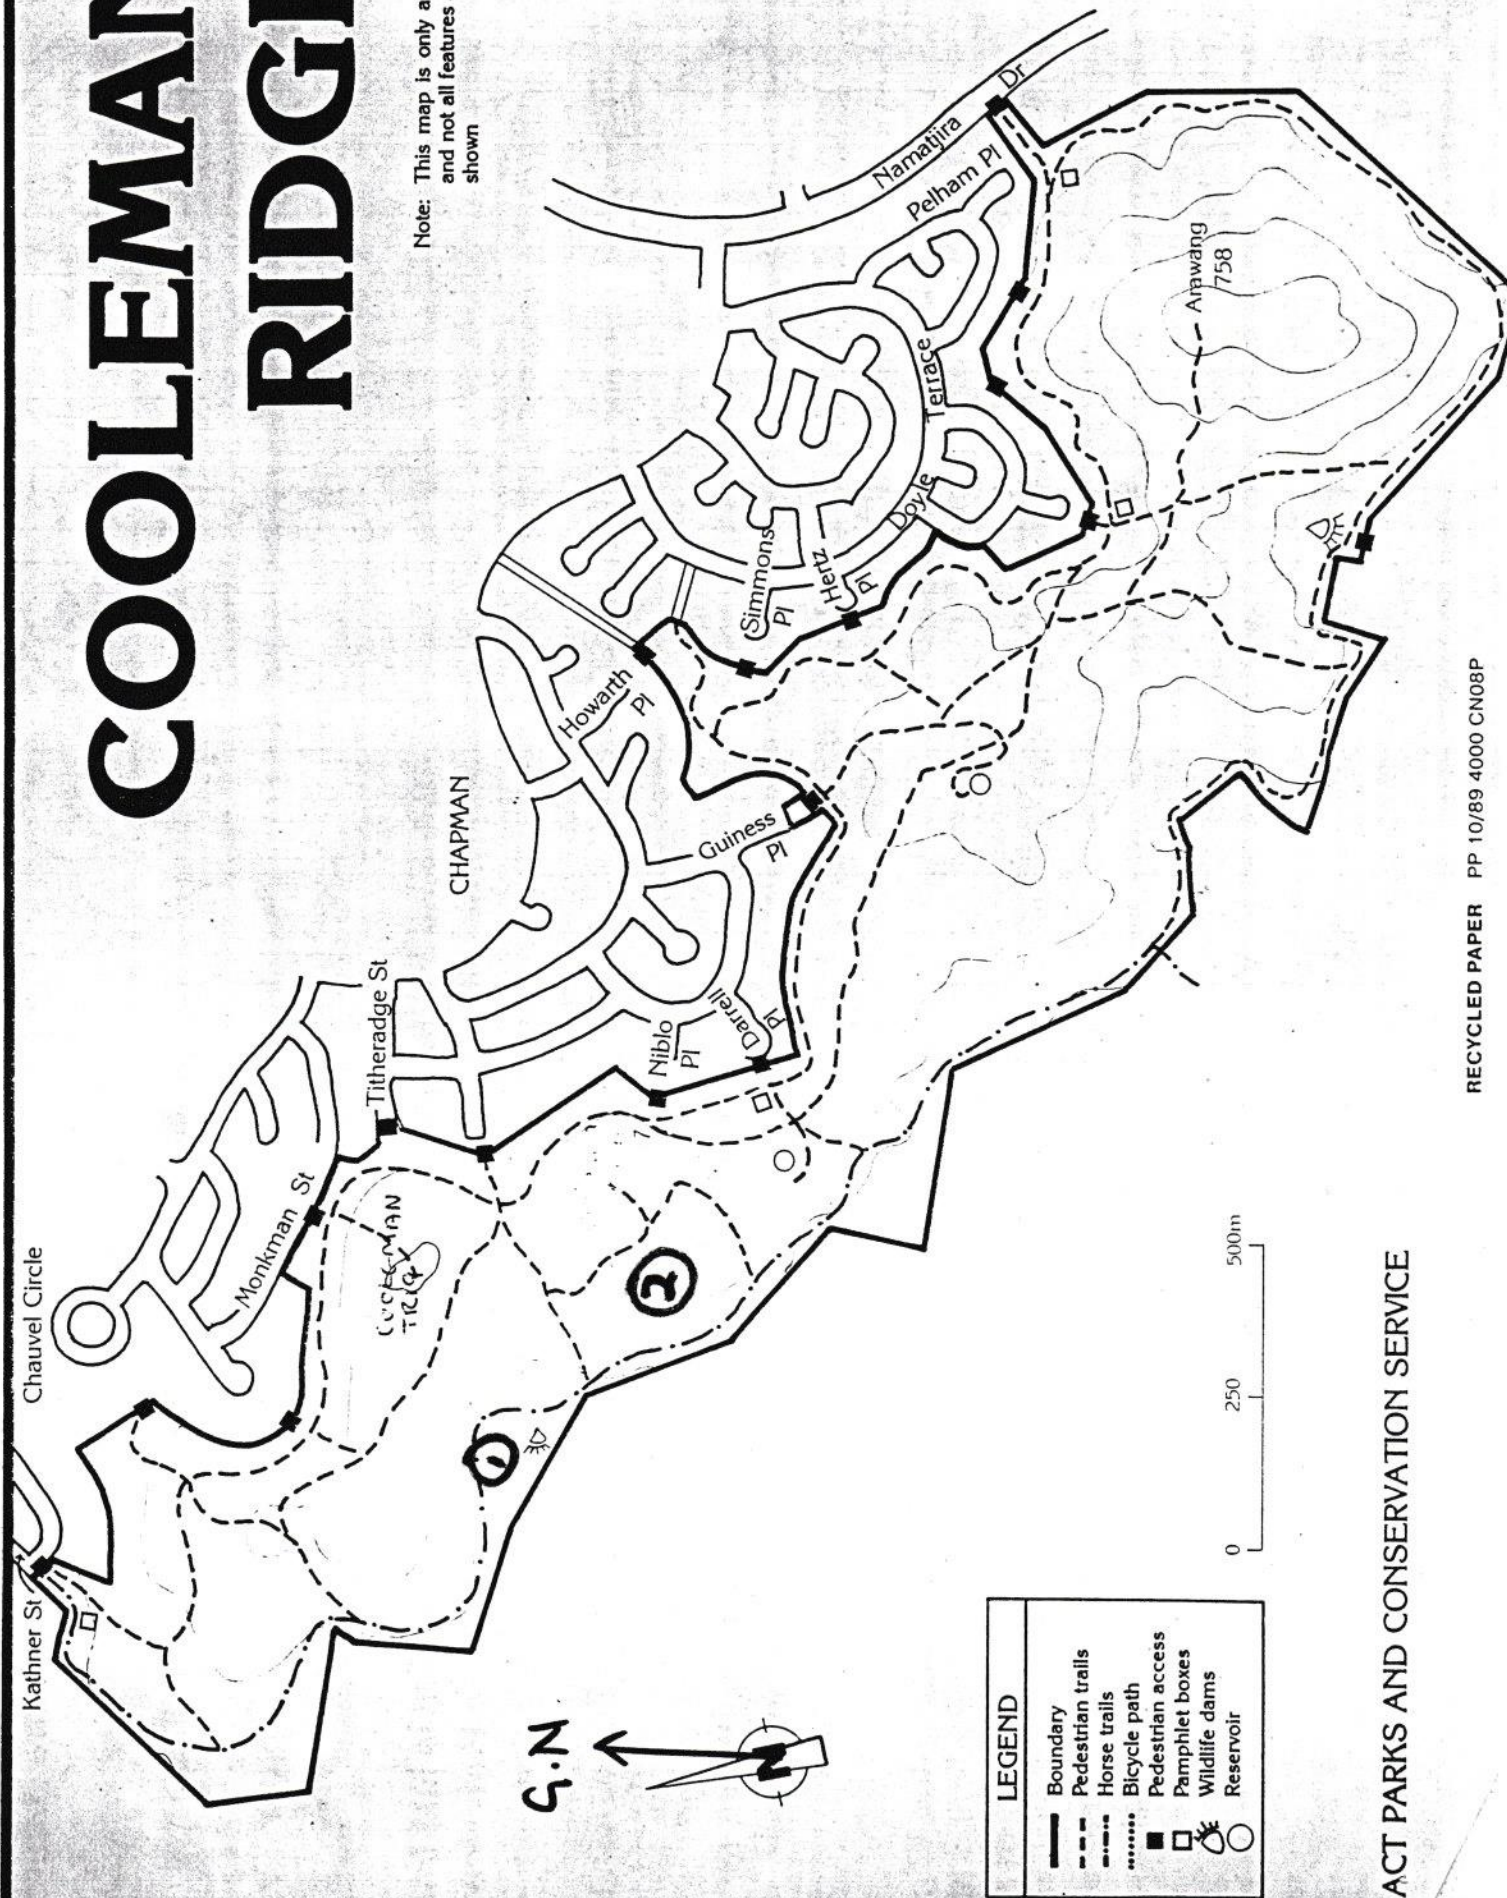 COOLEMAN
RIDG
Note: This map is only a
and not all features
shown
Kathner St
Chauvel Circle
Monkman St
Titheradge St
CHAPMAN
Niblo
Pl
Darrell
Pl
Guiness
Pl
Howarth
Pl
Simmons
Pl
Hertz
Pl
Doyle
Terrace
Pelham Pl
Namatjira
Dr
Arawang
758
COOLEMAN
TRIG
1
2
G.N
N
LEGEND
Boundary
Pedestrian trails
Horse trails
Bicycle path
Pedestrian access
Pamphlet boxes
Wildlife dams
Reservoir
0 250 500m
ACT PARKS AND CONSERVATION SERVICE
RECYCLED PAPER PP 10/89 4000 CN08P